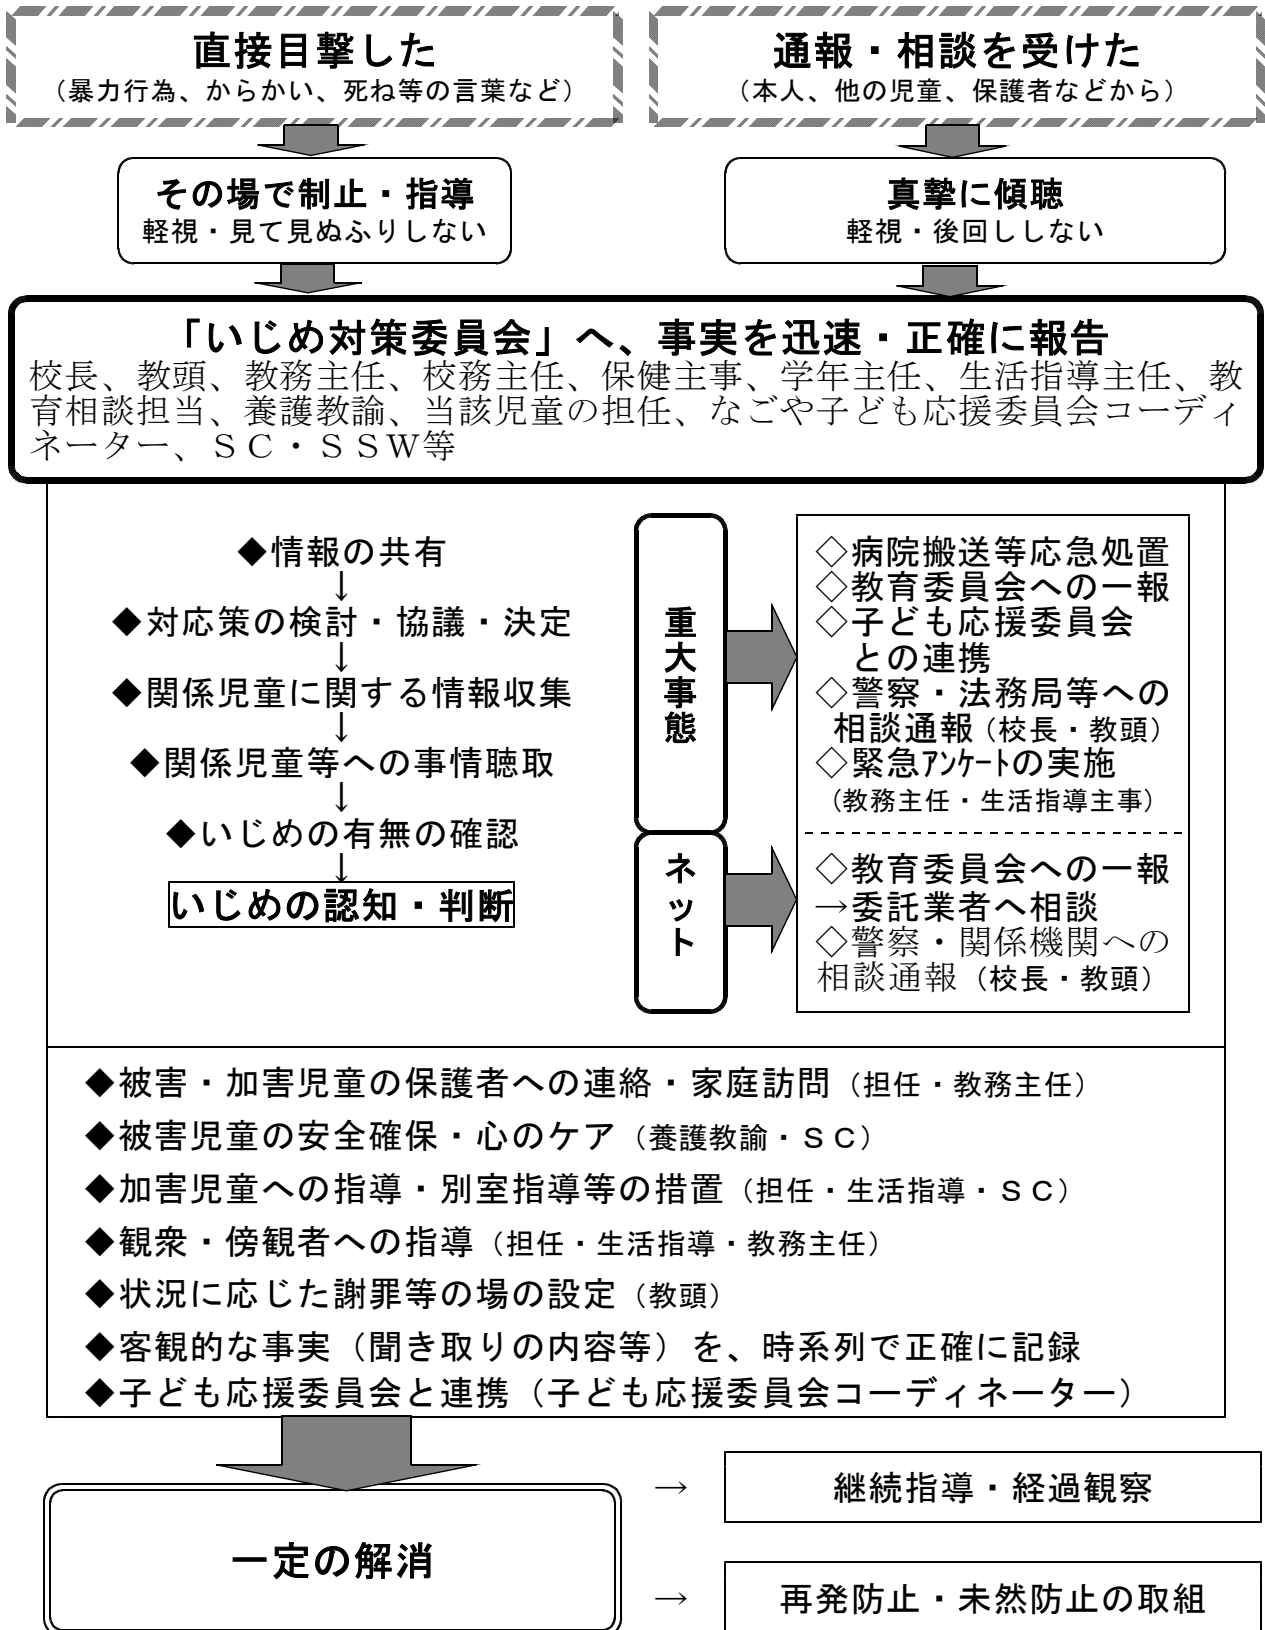 直接目撃した
（暴力行為、からかい、死ね等の言葉など）
通報・相談を受けた
（本人、他の児童、保護者などから）
その場で制止・指導
軽視・見て見ぬふりしない
真摯に傾聴
軽視・後回ししない
「いじめ対策委員会」へ、事実を迅速・正確に報告
校長、教頭、教務主任、校務主任、保健主事、学年主任、生活指導主任、教
育相談担当、養護教諭、当該児童の担任、なごや子ども応援委員会コーディ
ネーター、ＳＣ・ＳＳＷ等
◆情報の共有
↓
◆対応策の検討・協議・決定
↓
◆関係児童に関する情報収集
↓
◆関係児童等への事情聴取
↓
◆いじめの有無の確認
↓
いじめの認知・判断
重大事態
◇病院搬送等応急処置
◇教育委員会への一報
◇子ども応援委員会
との連携
◇警察・法務局等への
相談通報（校長・教頭）
◇緊急ｱﾝｹｰﾄの実施
（教務主任・生活指導主事）
ネット
◇教育委員会への一報
→委託業者へ相談
◇警察・関係機関への
相談通報（校長・教頭）
◆被害・加害児童の保護者への連絡・家庭訪問（担任・教務主任）
◆被害児童の安全確保・心のケア（養護教諭・ＳＣ）
◆加害児童への指導・別室指導等の措置（担任・生活指導・ＳＣ）
◆観衆・傍観者への指導（担任・生活指導・教務主任）
◆状況に応じた謝罪等の場の設定（教頭）
◆客観的な事実（聞き取りの内容等）を、時系列で正確に記録
◆子ども応援委員会と連携（子ども応援委員会コーディネーター）
一定の解消
→
継続指導・経過観察
→
再発防止・未然防止の取組